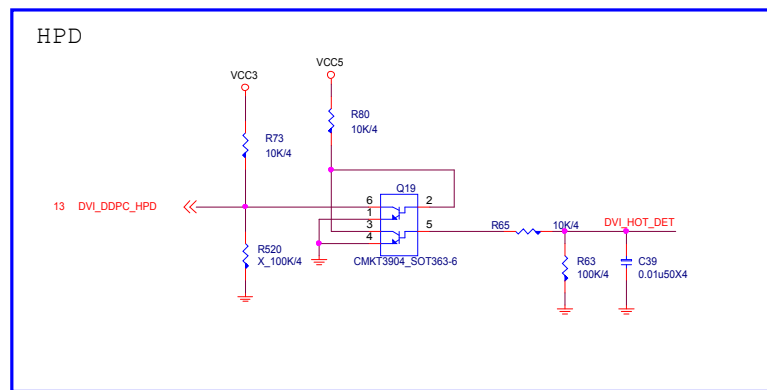 HPD
VCC3
VCC5
R80
10K/4
R73
10K/4
Q19
13 DVI_DDPC_HPD
6
2
1
3
5
4
R65
10K/4
DVI_HOT_DET
R520
X_100K/4
CMKT3904_SOT363-6
R63
100K/4
C39
0.01u50X4